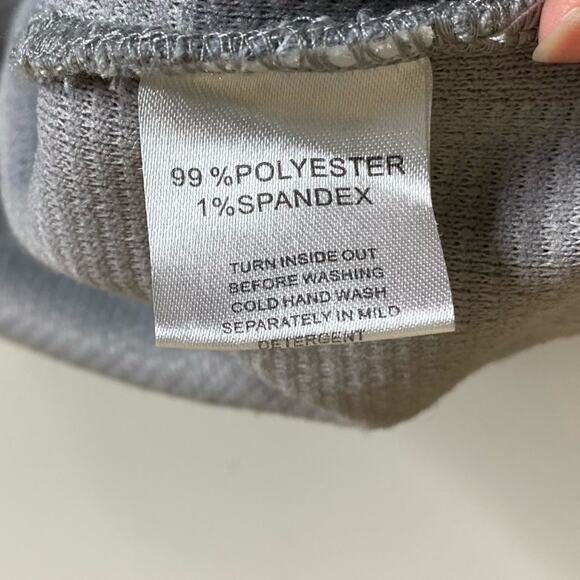 99 %POLYESTER
1%SPANDEX
TURN INSIDE OUT
BEFORE WASHING
COLD HAND WASH
SEPARATELY IN MILD
DETERGENT